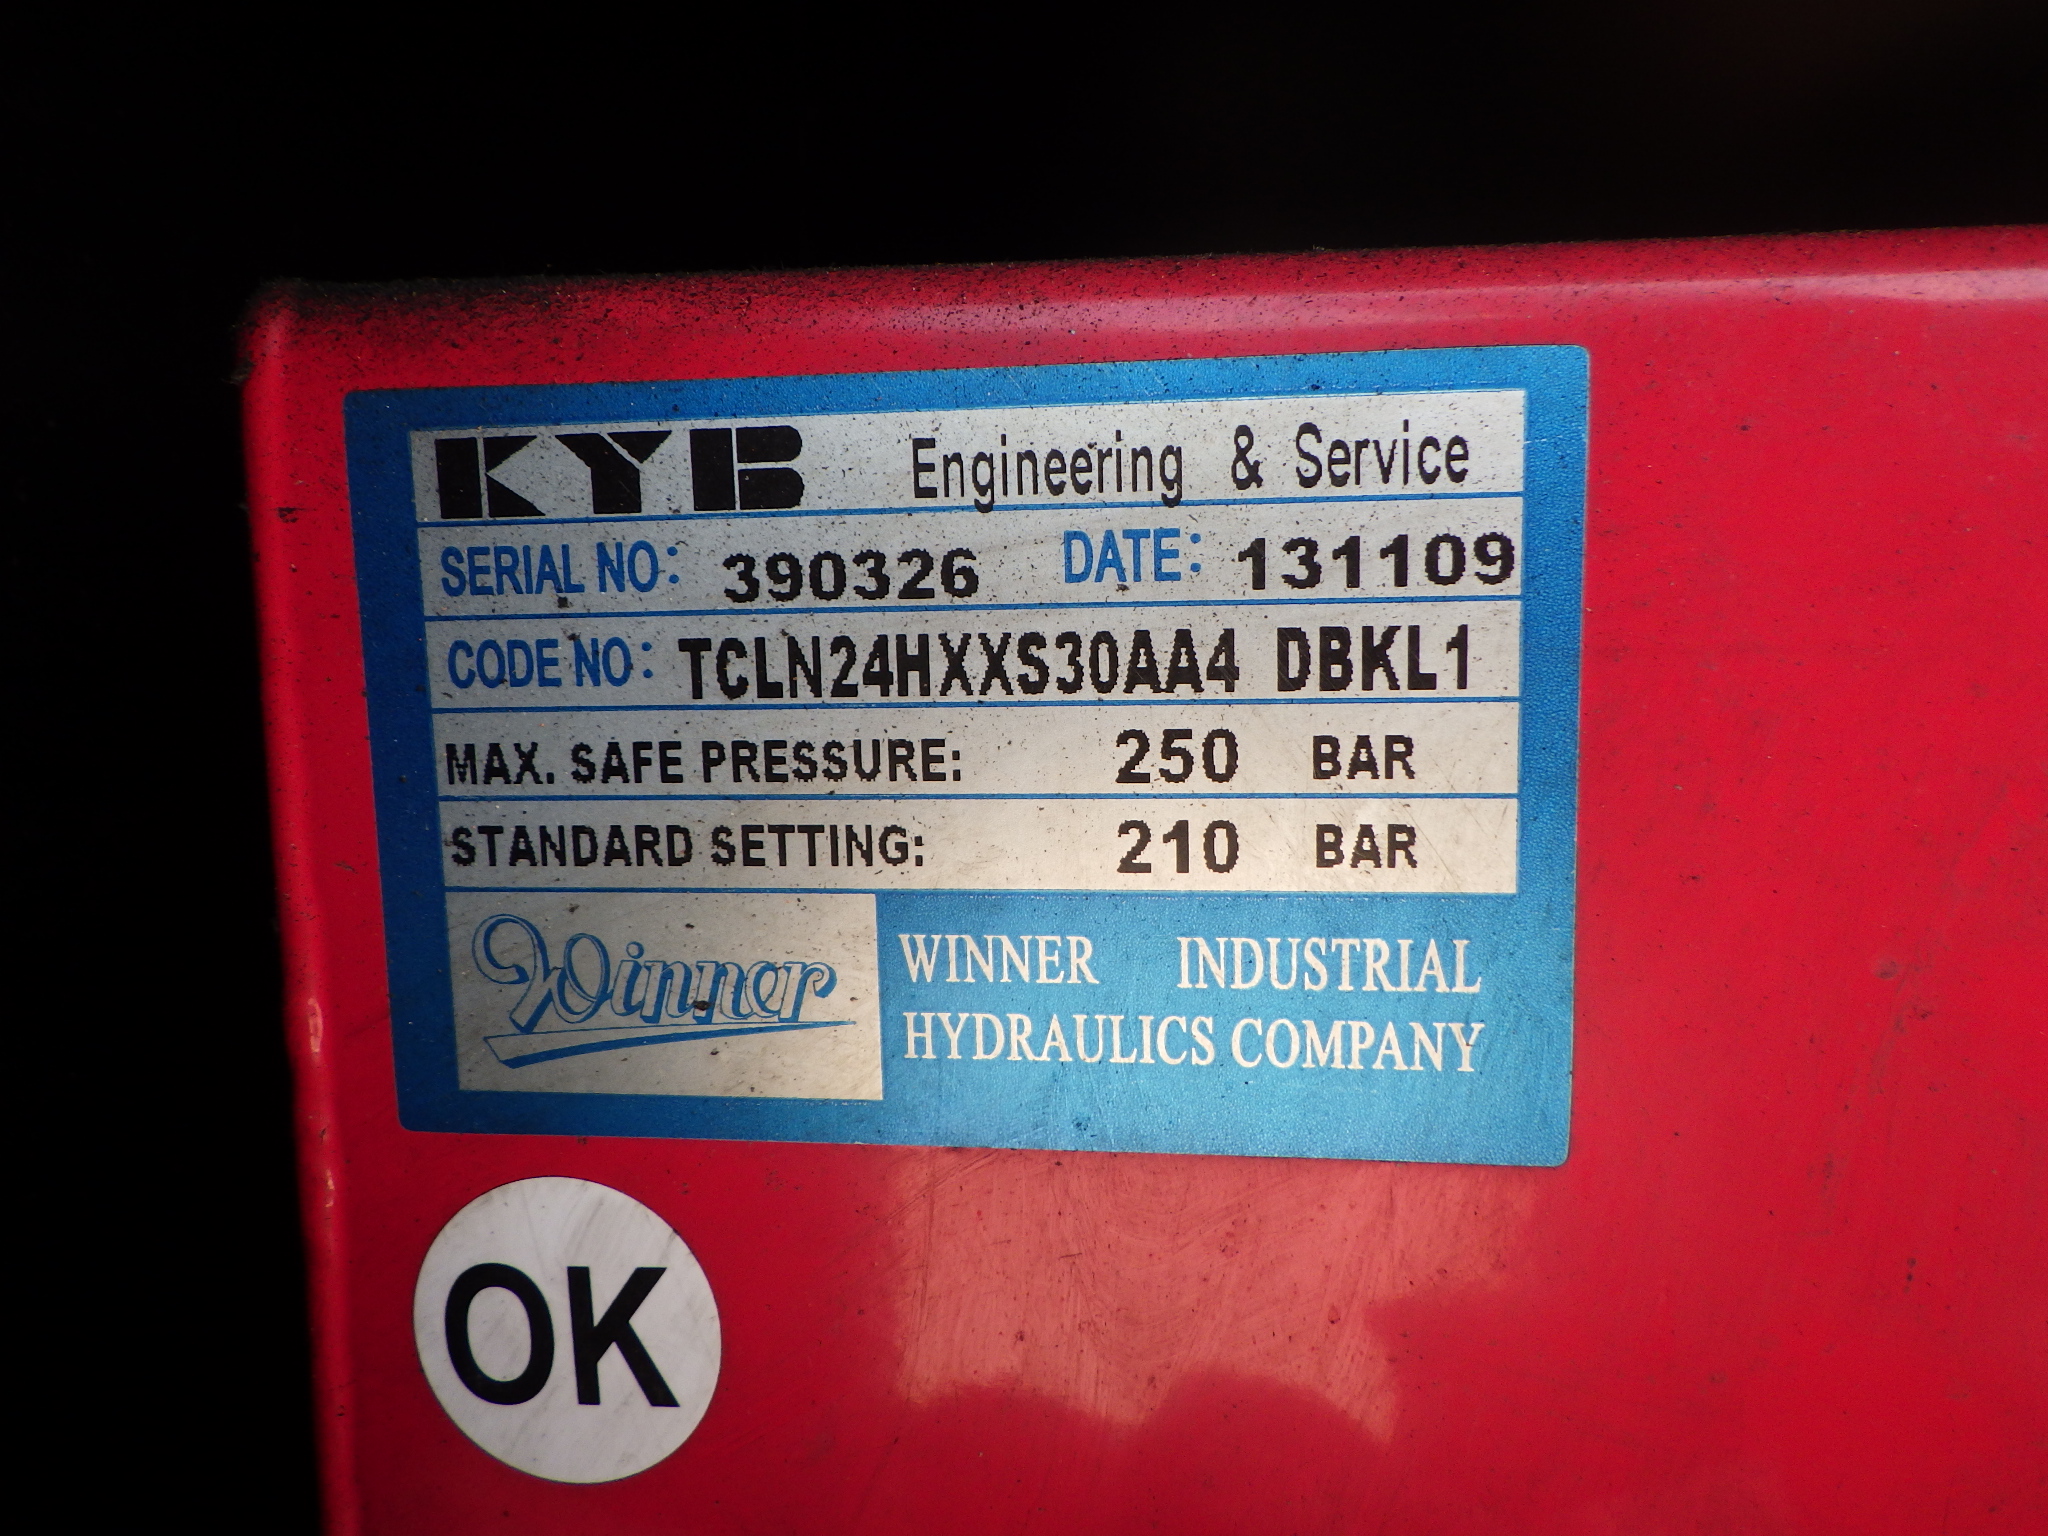 KYB Engineering & Service
SERIAL NO: 390326 DATE: 131109
CODE NO: TCLN24HXXS30AA4 DBKL1
MAX. SAFE PRESSURE: 250 BAR
STANDARD SETTING: 210 BAR
Winner
WINNER INDUSTRIAL
HYDRAULICS COMPANY
OK